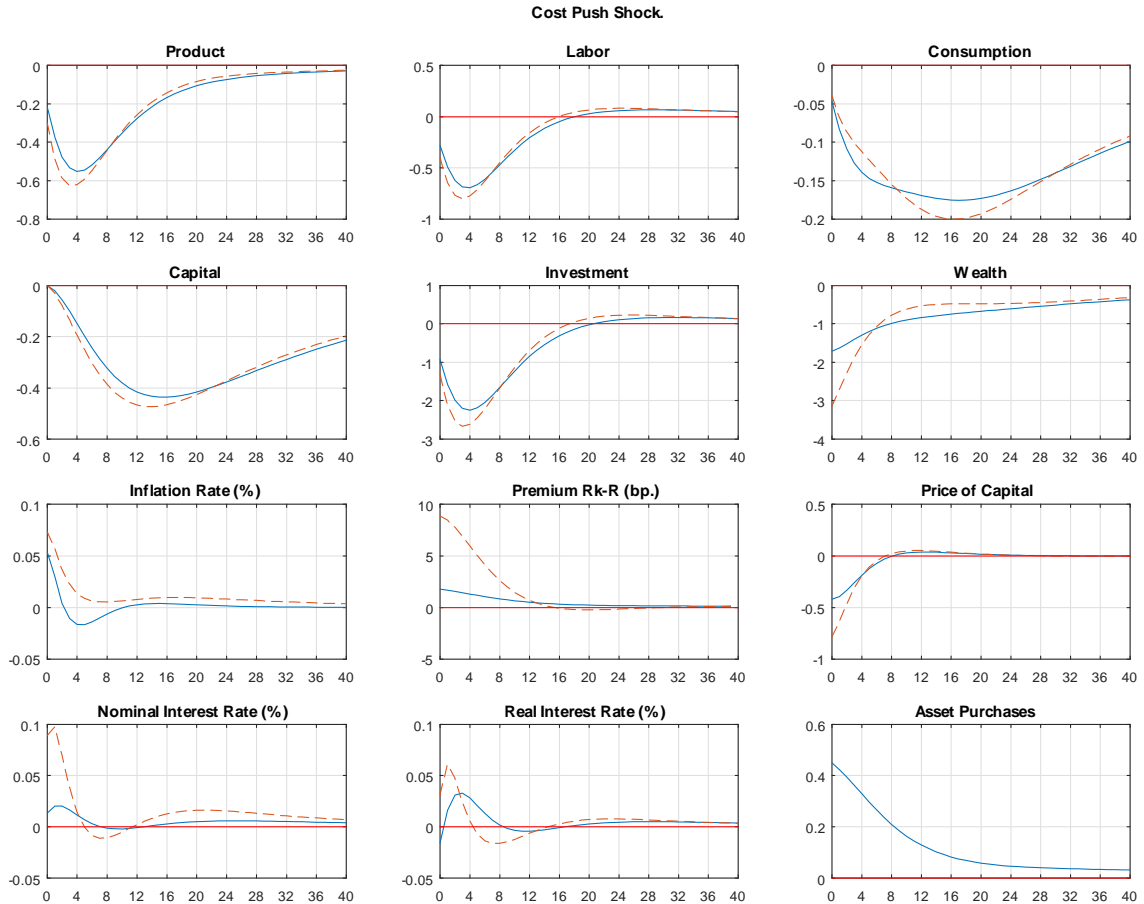 Cost Push Shock.
Product
0
-0.2
-0.4
-0.6
-0.8
0 4 8 12 16 20 24 28 32 36 40
Labor
0.5
0
-0.5
-1
0 4 8 12 16 20 24 28 32 36 40
Consumption
0
-0.05
-0.1
-0.15
-0.2
0 4 8 12 16 20 24 28 32 36 40
Capital
0
-0.2
-0.4
-0.6
0 4 8 12 16 20 24 28 32 36 40
Investment
1
0
-1
-2
-3
0 4 8 12 16 20 24 28 32 36 40
Wealth
0
-1
-2
-3
-4
0 4 8 12 16 20 24 28 32 36 40
Inflation Rate (%)
0.1
0.05
0
-0.05
0 4 8 12 16 20 24 28 32 36 40
Premium Rk-R (bp.)
10
5
0
-5
0 4 8 12 16 20 24 28 32 36 40
Price of Capital
0.5
0
-0.5
-1
0 4 8 12 16 20 24 28 32 36 40
Nominal Interest Rate (%)
0.1
0.05
0
-0.05
0 4 8 12 16 20 24 28 32 36 40
Real Interest Rate (%)
0.1
0.05
0
-0.05
0 4 8 12 16 20 24 28 32 36 40
Asset Purchases
0.6
0.4
0.2
0
0 4 8 12 16 20 24 28 32 36 40